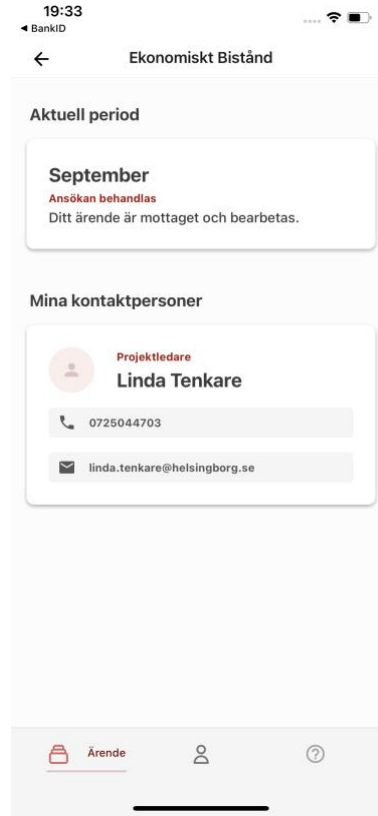 19:33
◀ BankID
Ekonomiskt Bistånd
Aktuell period
September
Ansökan behandlas
Ditt ärende är mottaget och bearbetas.
Mina kontaktpersoner
Projektledare
Linda Tenkare
0725044703
linda.tenkare@helsingborg.se
Ärende